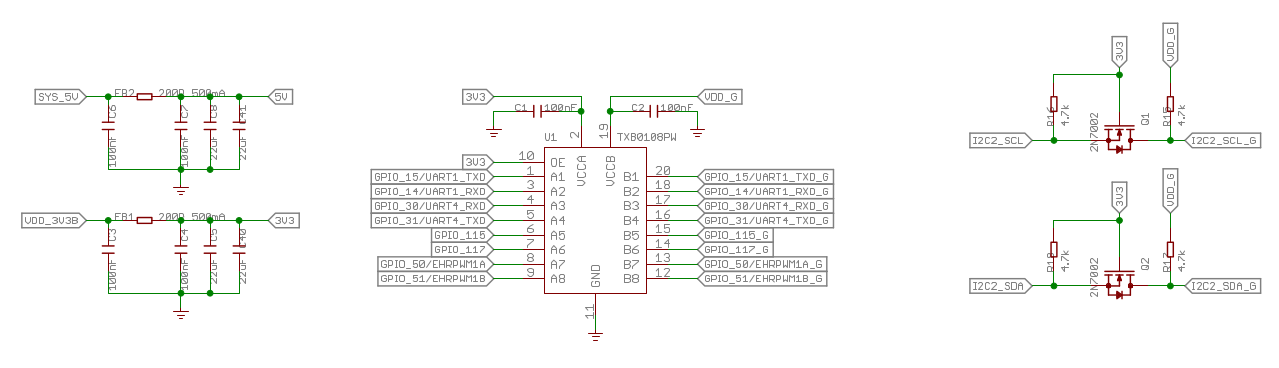 SYS_5V
FB2
200R 500mA
5V
C6
100nF
C7
100nF
C8
22uF
C41
22uF
VDD_3V3B
FB1
200R 500mA
3V3
C3
100nF
C4
100nF
C5
22uF
C40
22uF
3V3
C1
100nF
C2
100nF
VDD_G
U1
2
19
TXB0108PW
3V3
10
OE
VCCA
VCCB
GPIO_15/UART1_TXD
1
A1
B1
20
GPIO_15/UART1_TXD_G
GPIO_14/UART1_RXD
3
A2
B2
18
GPIO_14/UART1_RXD_G
GPIO_30/UART4_RXD
4
A3
B3
17
GPIO_30/UART4_RXD_G
GPIO_31/UART4_TXD
5
A4
B4
16
GPIO_31/UART4_TXD_G
GPIO_115
6
A5
B5
15
GPIO_115_G
GPIO_117
7
A6
B6
14
GPIO_117_G
GPIO_50/EHRPWM1A
8
A7
B7
13
GPIO_50/EHRPWM1A_G
GPIO_51/EHRPWM1B
9
A8
B8
12
GPIO_51/EHRPWM1B_G
GND
11
3V3
VDD_G
R16
4.7k
2N7002
Q1
R15
4.7k
I2C2_SCL
I2C2_SCL_G
3V3
VDD_G
R18
4.7k
2N7002
Q2
R17
4.7k
I2C2_SDA
I2C2_SDA_G